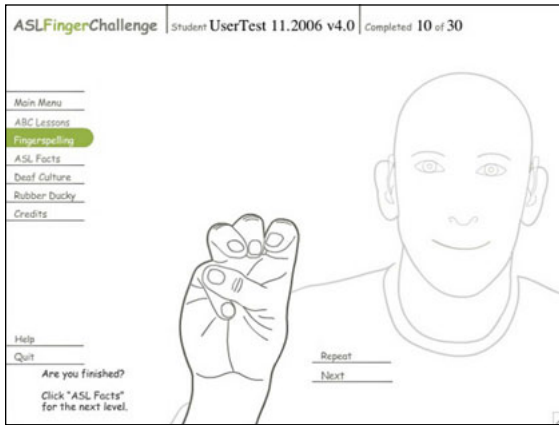 ASLFingerChallenge Student UserTest 11.2006 v4.0 Completed 10 of 30
Main Menu
ABC Lessons
Fingerspelling
ASL Facts
Deaf Culture
Rubber Ducky
Credits
Help
Quit
Are you finished?
Click "ASL Facts"
for the next level.
Repeat
Next